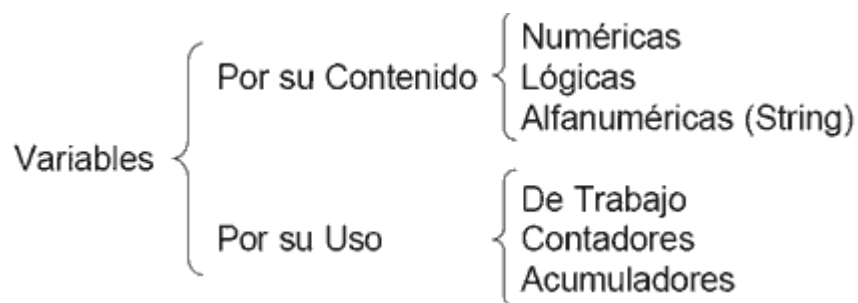 Variables
Por su Contenido
Numéricas
Lógicas
Alfanuméricas (String)
Por su Uso
De Trabajo
Contadores
Acumuladores